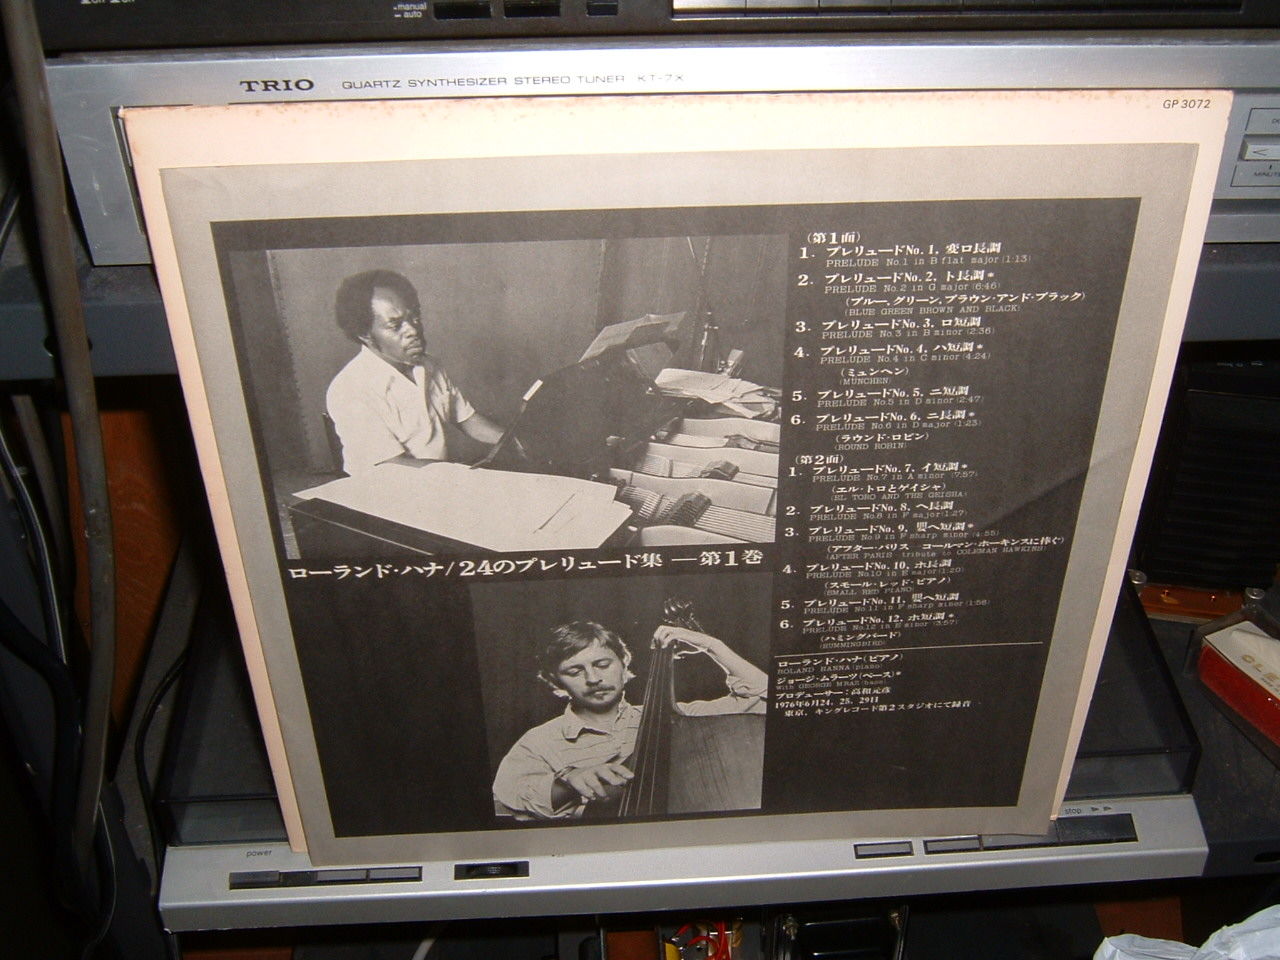 manual
auto
TRIO QUARTZ SYNTHESIZER STEREO TUNER KT-7X
GP 3072
(第1面)
1. プレリュードNo.1, 変ロ長調
PRELUDE No.1 in B flat major (1:13)
2. プレリュードNo.2, ト長調*
PRELUDE No.2 in G major (6:46)
(ブルー, グリーン, ブラウン・アンド・ブラック)
(BLUE GREEN BROWN AND BLACK)
3. プレリュードNo.3, ロ短調
PRELUDE No.3 in B minor (2:36)
4. プレリュードNo.4, ハ短調*
PRELUDE No.4 in C minor (4:24)
(ミュンヘン)
(MUNCHEN)
5. プレリュードNo.5, ニ短調
PRELUDE No.5 in D minor (2:47)
6. プレリュードNo.6, ニ長調*
PRELUDE No.6 in D major (1:23)
(ラウンド・ロビン)
(ROUND ROBIN)
(第2面)
1. プレリュードNo.7, イ短調*
PRELUDE No.7 in A minor (7:57)
(エル・トロとゲイシャ)
(EL TORO AND THE GEISHA)
2. プレリュードNo.8, ヘ長調
PRELUDE No.8 in F major (1:27)
3. プレリュードNo.9, 嬰ヘ短調*
PRELUDE No.9 in F sharp minor (4:55)
(アフター・パリス コールマン・ホーキンスに捧ぐ)
(AFTER PARIS - tribute to COLEMAN HAWKINS)
4. プレリュードNo.10, ホ長調
PRELUDE No.10 in E major (1:20)
(スモール・レッド・ピアノ)
(SMALL RED PIANO)
5. プレリュードNo.11, 嬰ヘ短調
PRELUDE No.11 in F sharp minor (1:58)
6. プレリュードNo.12, ホ短調*
PRELUDE No.12 in E minor (3:57)
(ハミングバード)
(HUMMINGBIRD)
ローランド・ハナ/24のプレリュード集 ―第1巻
ローランド・ハナ(ピアノ)
ROLAND HANNA (piano)
ジョージ・ムラーツ(ベース)*
with GEORGE MRAZ (bass)
プロデューサー：高和元彦
1976年6月24, 25, 29日
東京, キングレコード第2スタジオにて録音
power
stop